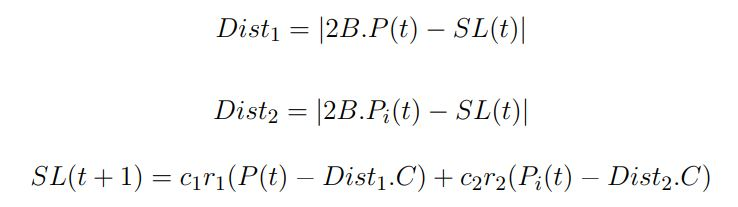 Dist₁ = |2B.P(t) − SL(t)|
Dist₂ = |2B.Pᵢ(t) − SL(t)|
SL(t + 1) = c₁r₁(P(t) − Dist₁.C) + c₂r₂(Pᵢ(t) − Dist₂.C)